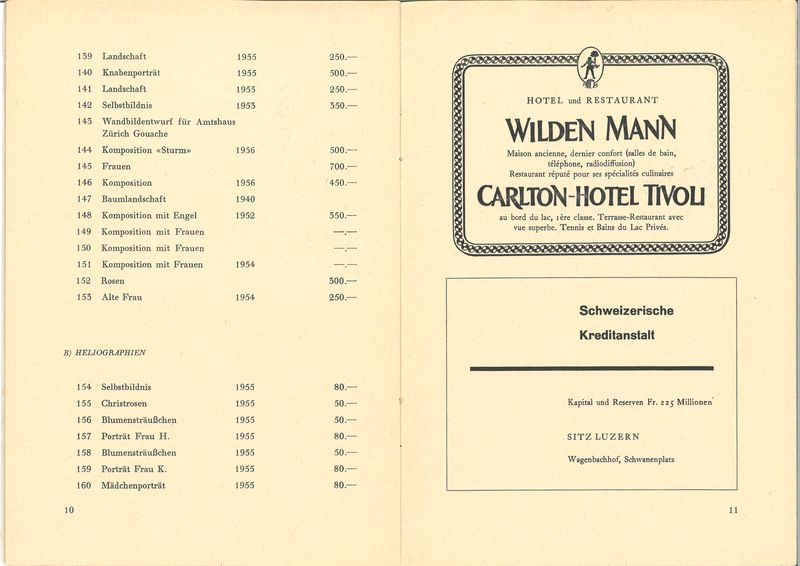 139 Landschaft 1955 250.—
140 Knabenporträt 1955 500.—
141 Landschaft 1955 250.—
142 Selbstbildnis 1953 350.—
143 Wandbildentwurf für Amtshaus
Zürich Gouache
144 Komposition «Sturm» 1956 500.—
145 Frauen 700.—
146 Komposition 1956 450.—
147 Baumlandschaft 1940
148 Komposition mit Engel 1952 350.—
149 Komposition mit Frauen —.—
150 Komposition mit Frauen —.—
151 Komposition mit Frauen 1954 —.—
152 Rosen 300.—
153 Alte Frau 1954 250.—
B) HELIOGRAPHIEN
154 Selbstbildnis 1955 80.—
155 Christrosen 1955 50.—
156 Blumensträußchen 1955 50.—
157 Porträt Frau H. 1955 80.—
158 Blumensträußchen 1955 50.—
159 Porträt Frau K. 1955 80.—
160 Mädchenporträt 1955 80.—
10
HOTEL und RESTAURANT
WILDEN MANN
Maison ancienne, dernier confort (salles de bain,
téléphone, radiodiffusion)
Restaurant réputé pour ses spécialités culinaires
CARLTON-HOTEL TIVOLI
au bord du lac, 1ère classe. Terrasse-Restaurant avec
vue superbe. Tennis et Bains du Lac Privés.
Schweizerische
Kreditanstalt
Kapital und Reserven Fr. 225 Millionen
SITZ LUZERN
Wagenbachhof, Schwanenplatz
11